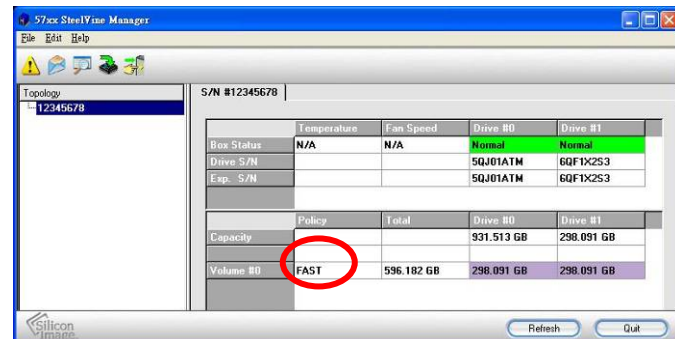 57xx SteelVine Manager
File Edit Help
Topology
12345678
S/N #12345678
Temperature Fan Speed Drive #0 Drive #1
Box Status N/A N/A Normal Normal
Drive S/N 5QJ01ATM 6QF1X2S3
Exp. S/N 5QJ01ATM 6QF1X2S3
Policy Total Drive #0 Drive #1
Capacity 931.513 GB 298.091 GB
Volume #0 FAST 596.182 GB 298.091 GB 298.091 GB
Silicon Image
Refresh Quit